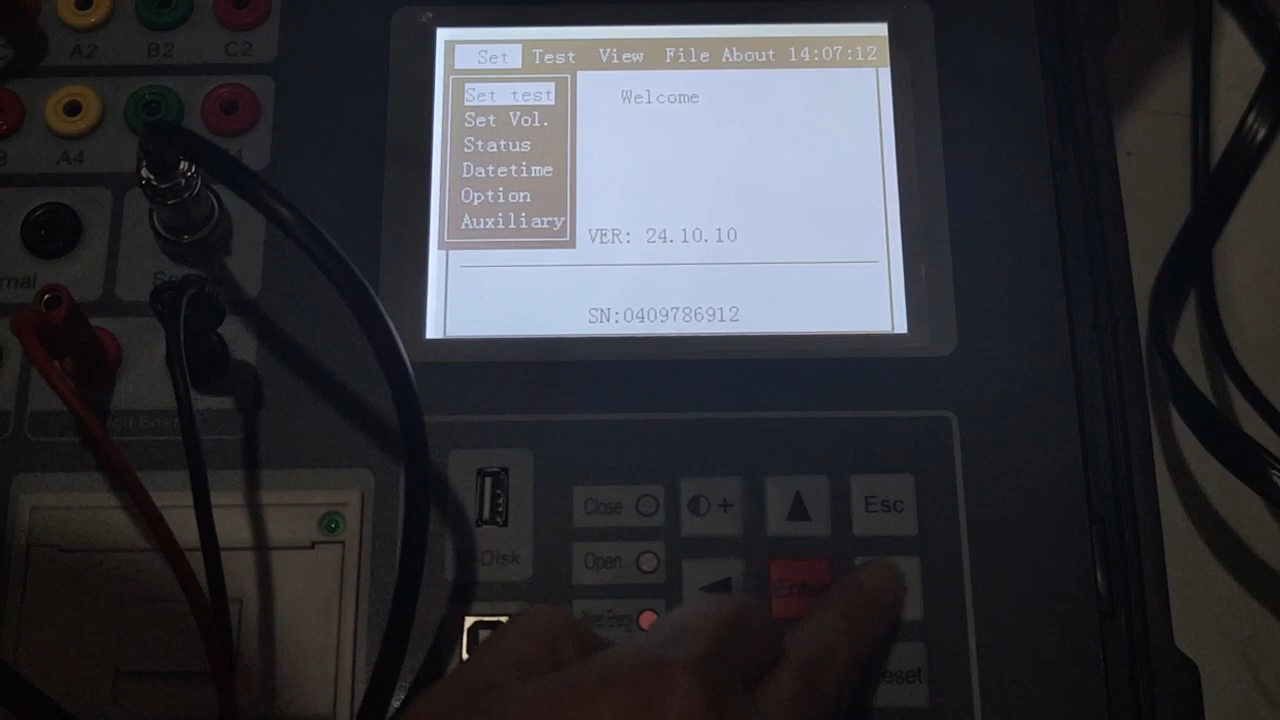 A2 B2 C2
A4
Set Test View File About 14:07:12
Set test
Set Vol.
Status
Datetime
Option
Auxiliary
Welcome
VER: 24.10.10
SN:0409786912
Close
Open
Esc
Enter